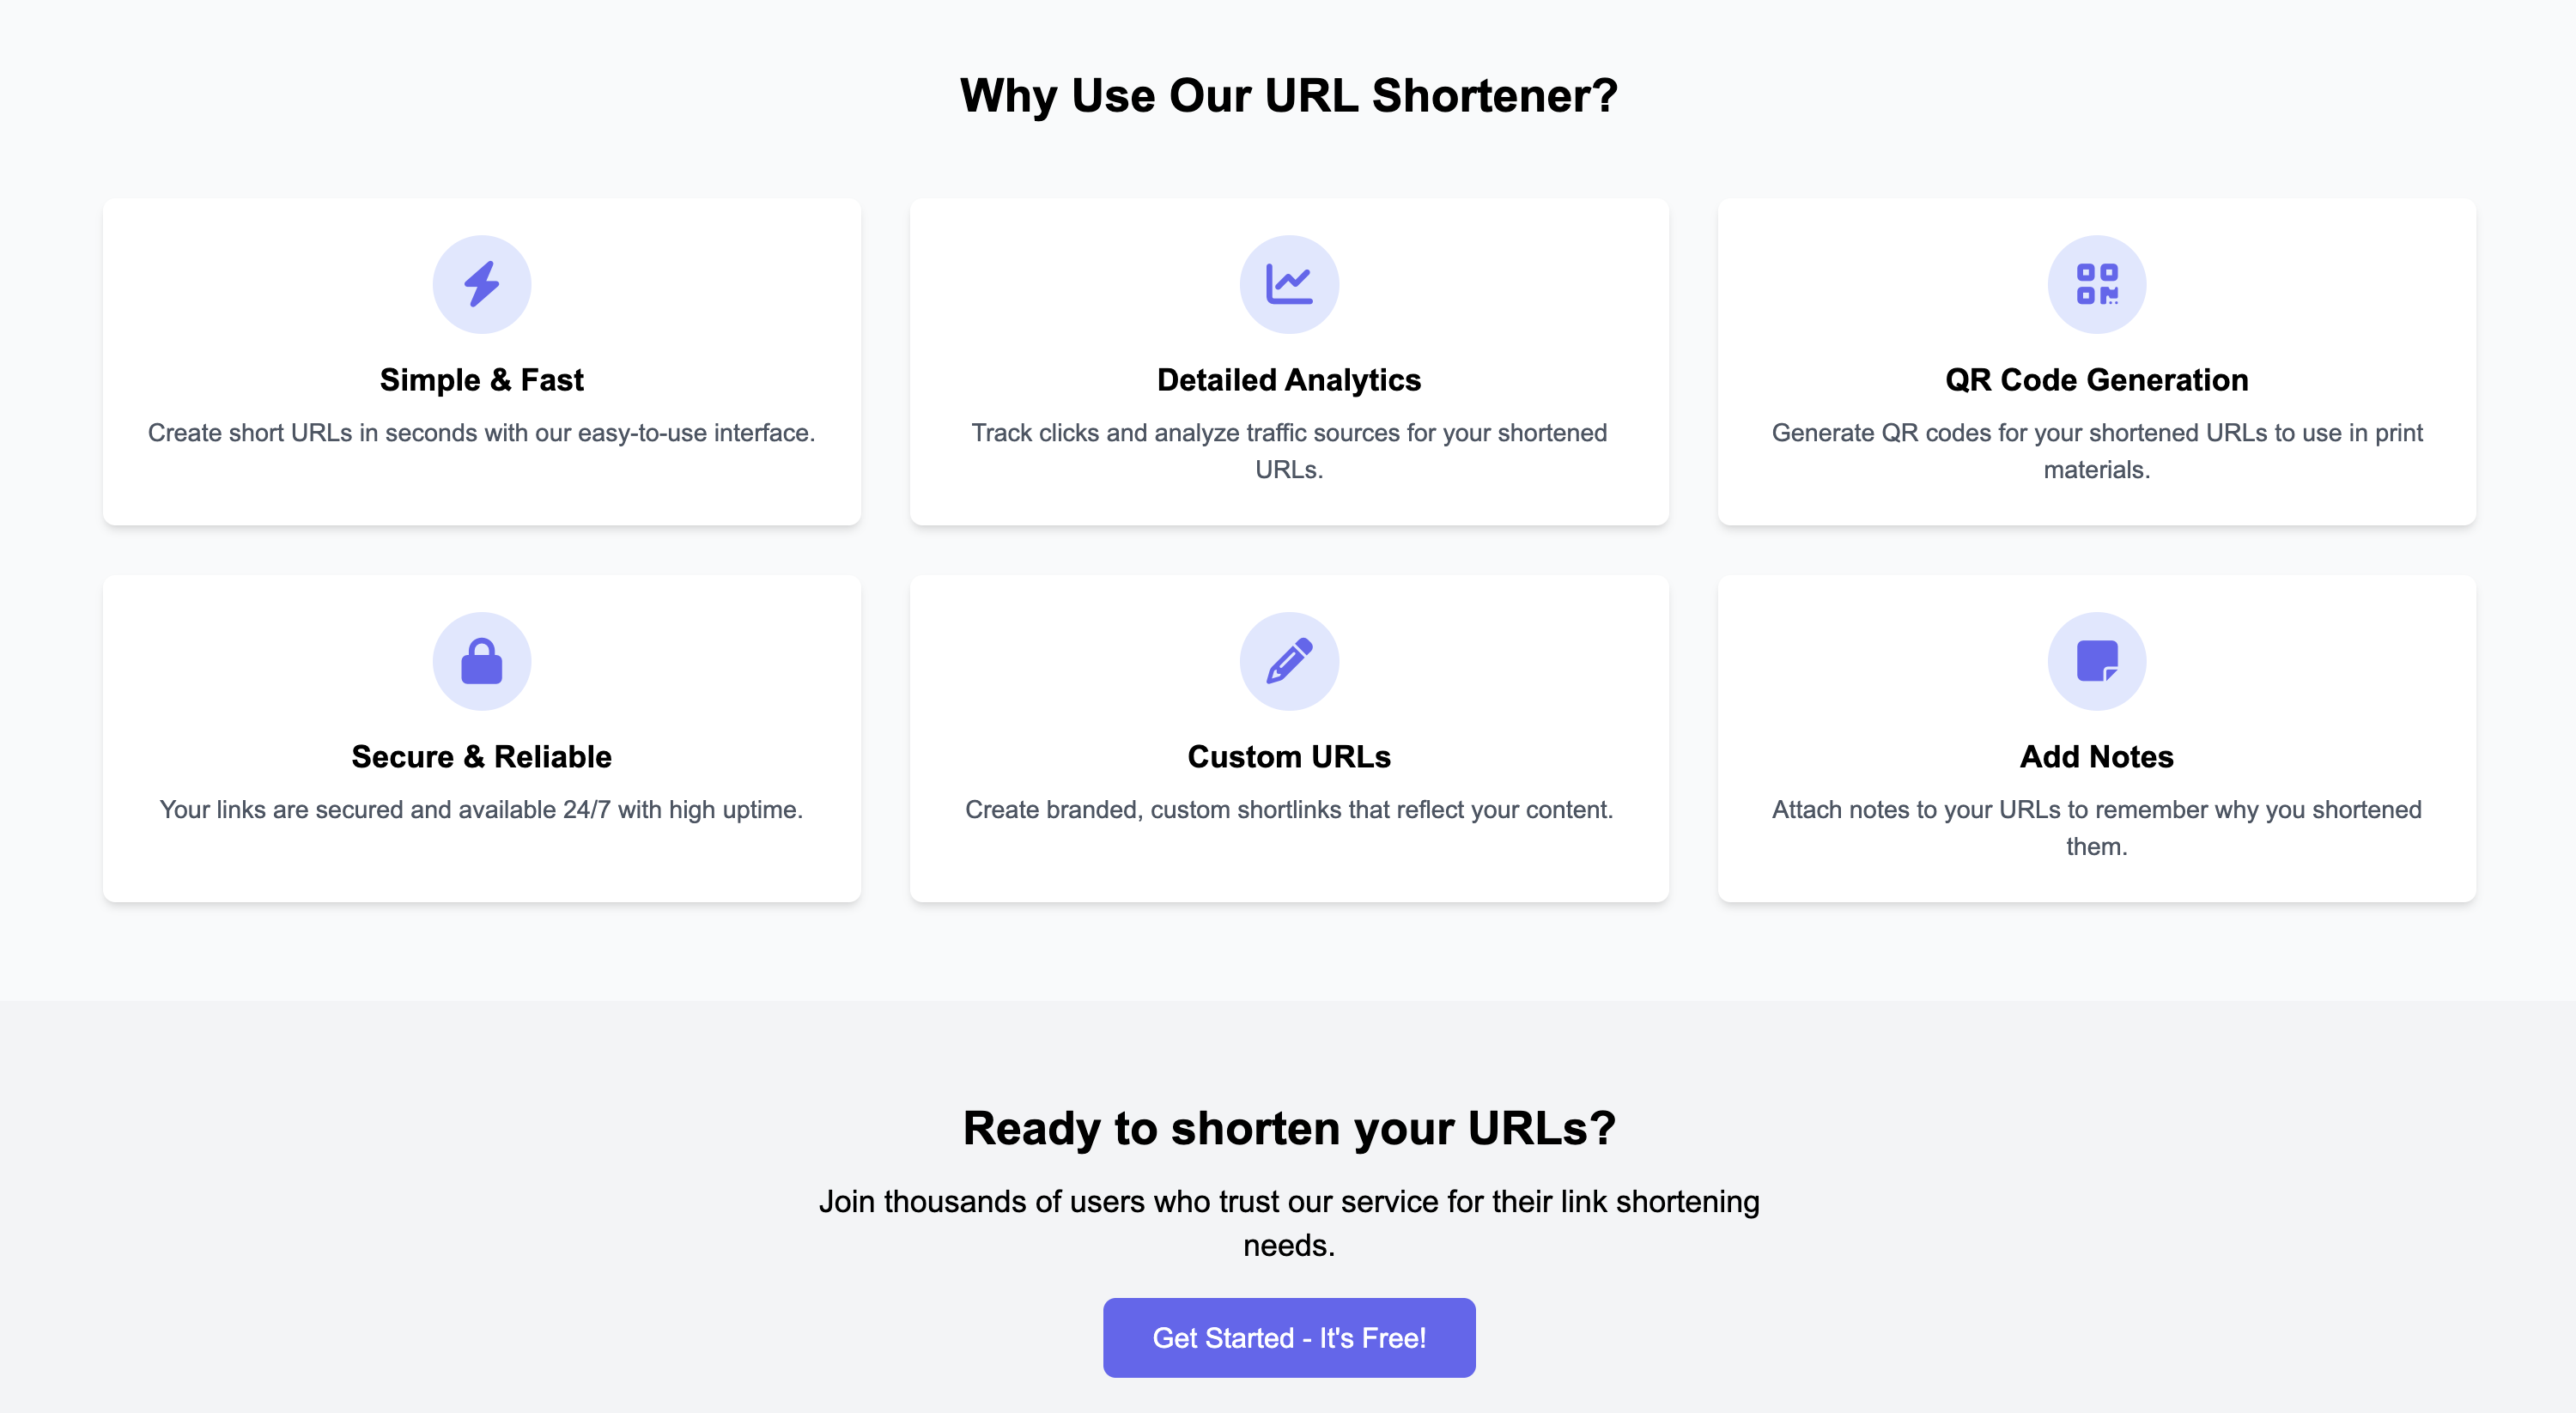 Why Use Our URL Shortener?
Simple & Fast
Create short URLs in seconds with our easy-to-use interface.
Detailed Analytics
Track clicks and analyze traffic sources for your shortened
URLs.
QR Code Generation
Generate QR codes for your shortened URLs to use in print
materials.
Secure & Reliable
Your links are secured and available 24/7 with high uptime.
Custom URLs
Create branded, custom shortlinks that reflect your content.
Add Notes
Attach notes to your URLs to remember why you shortened
them.
Ready to shorten your URLs?
Join thousands of users who trust our service for their link shortening
needs.
Get Started - It's Free!